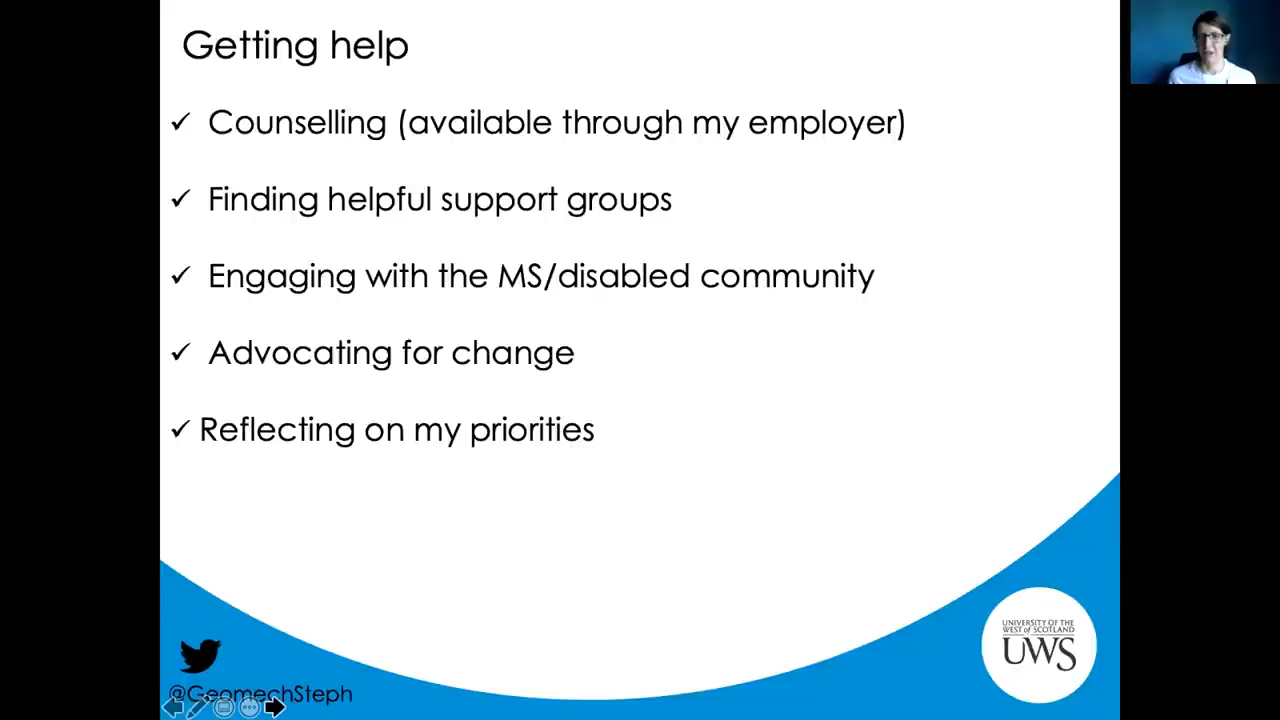 Getting help
✓ Counselling (available through my employer)
✓ Finding helpful support groups
✓ Engaging with the MS/disabled community
✓ Advocating for change
✓ Reflecting on my priorities
UNIVERSITY OF THE
WEST of SCOTLAND
UWS
@GeomechSteph